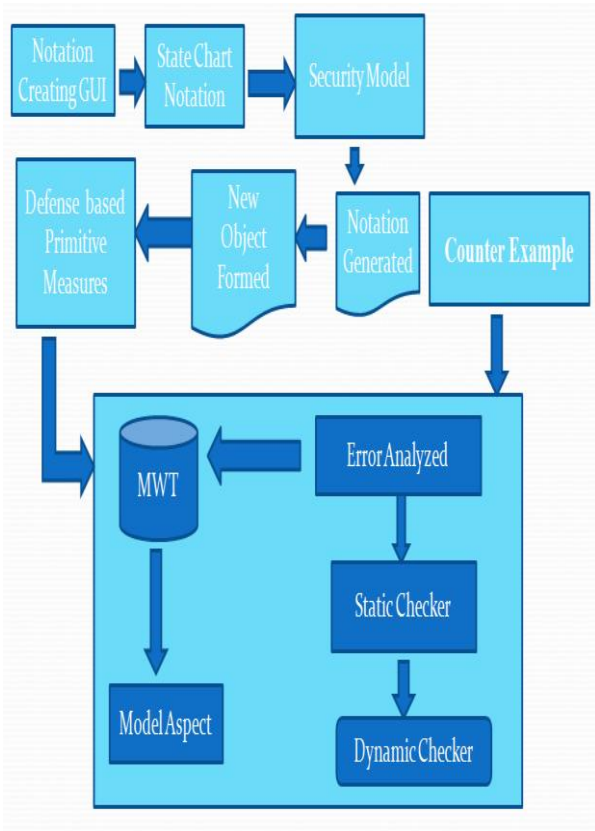 Notation
Creating GUI
State Chart
Notation
Security Model
Defense based
Primitive
Measures
New
Object
Formed
Notation
Generated
Counter Example
MWT
Error Analyzed
Static Checker
Model Aspect
Dynamic Checker